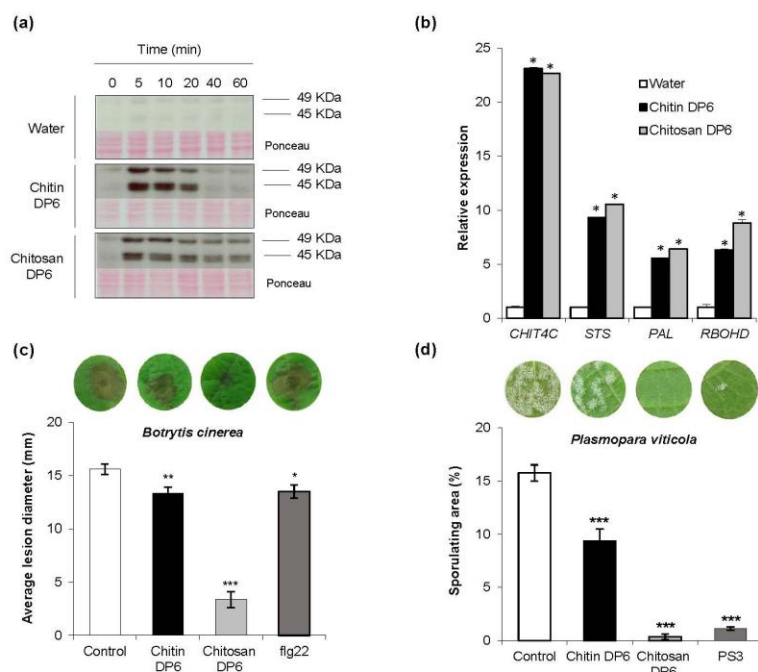 (a)
Time (min)
0 5 10 20 40 60
Water
49 KDa
45 KDa
Ponceau
Chitin
DP6
49 KDa
45 KDa
Ponceau
Chitosan
DP6
49 KDa
45 KDa
Ponceau
(b)
Relative expression
25
20
15
10
5
0
Water
Chitin DP6
Chitosan DP6
* *
* *
* *
* *
CHIT4C STS PAL RBOHD
(c)
Botrytis cinerea
Average lesion diameter (mm)
20
15
10
5
0
**
***
*
Control Chitin DP6 Chitosan DP6 flg22
(d)
Plasmopara viticola
Sporulating area (%)
20
15
10
5
0
***
***
***
Control Chitin DP6 Chitosan DP6 PS3